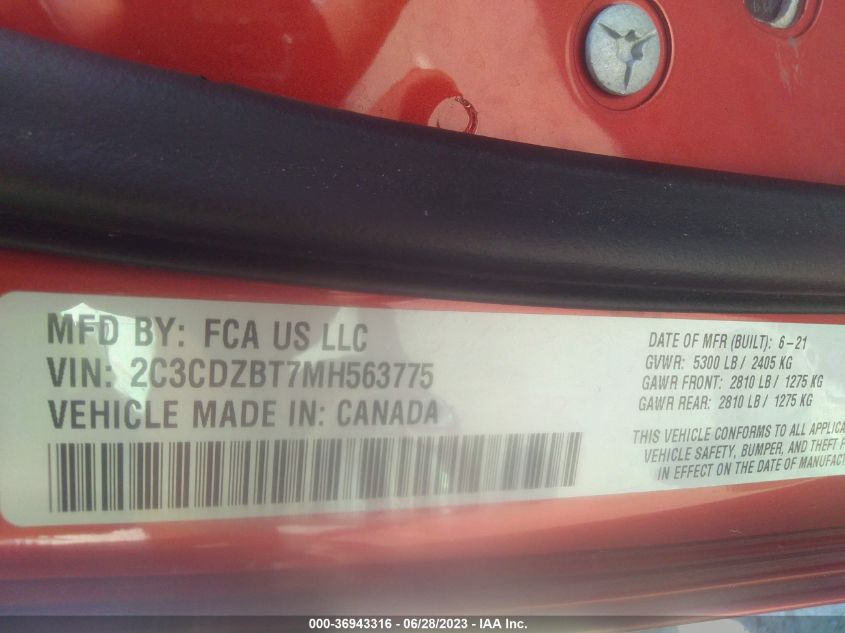 MFD BY: FCA US LLC
VIN: 2C3CDZBT7MH563775
VEHICLE MADE IN: CANADA
DATE OF MFR (BUILT): 6-21
GVWR: 5300 LB / 2405 KG
GAWR FRONT: 2810 LB / 1275 KG
GAWR REAR: 2810 LB / 1275 KG
THIS VEHICLE CONFORMS TO ALL APPLICA
VEHICLE SAFETY, BUMPER, AND THEFT
IN EFFECT ON THE DATE OF MANUFACT
000-36943316 - 06/28/2023 - IAA Inc.